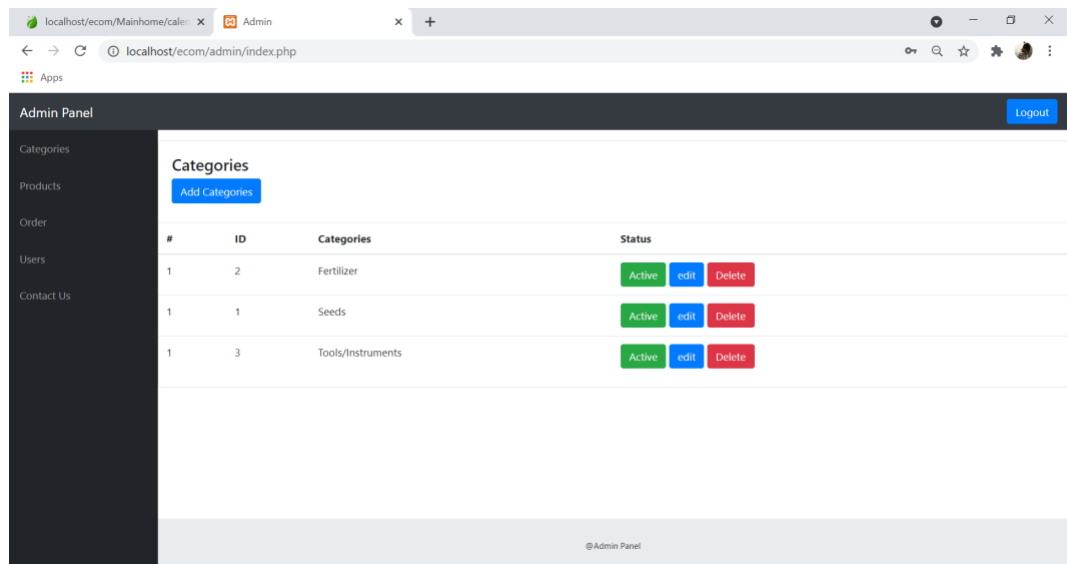 localhost/ecom/Mainhome/calen
Admin
localhost/ecom/admin/index.php
Apps
Admin Panel
Logout
Categories
Products
Order
Users
Contact Us
Categories
Add Categories
# ID Categories Status
1 2 Fertilizer Active edit Delete
1 1 Seeds Active edit Delete
1 3 Tools/Instruments Active edit Delete
@Admin Panel